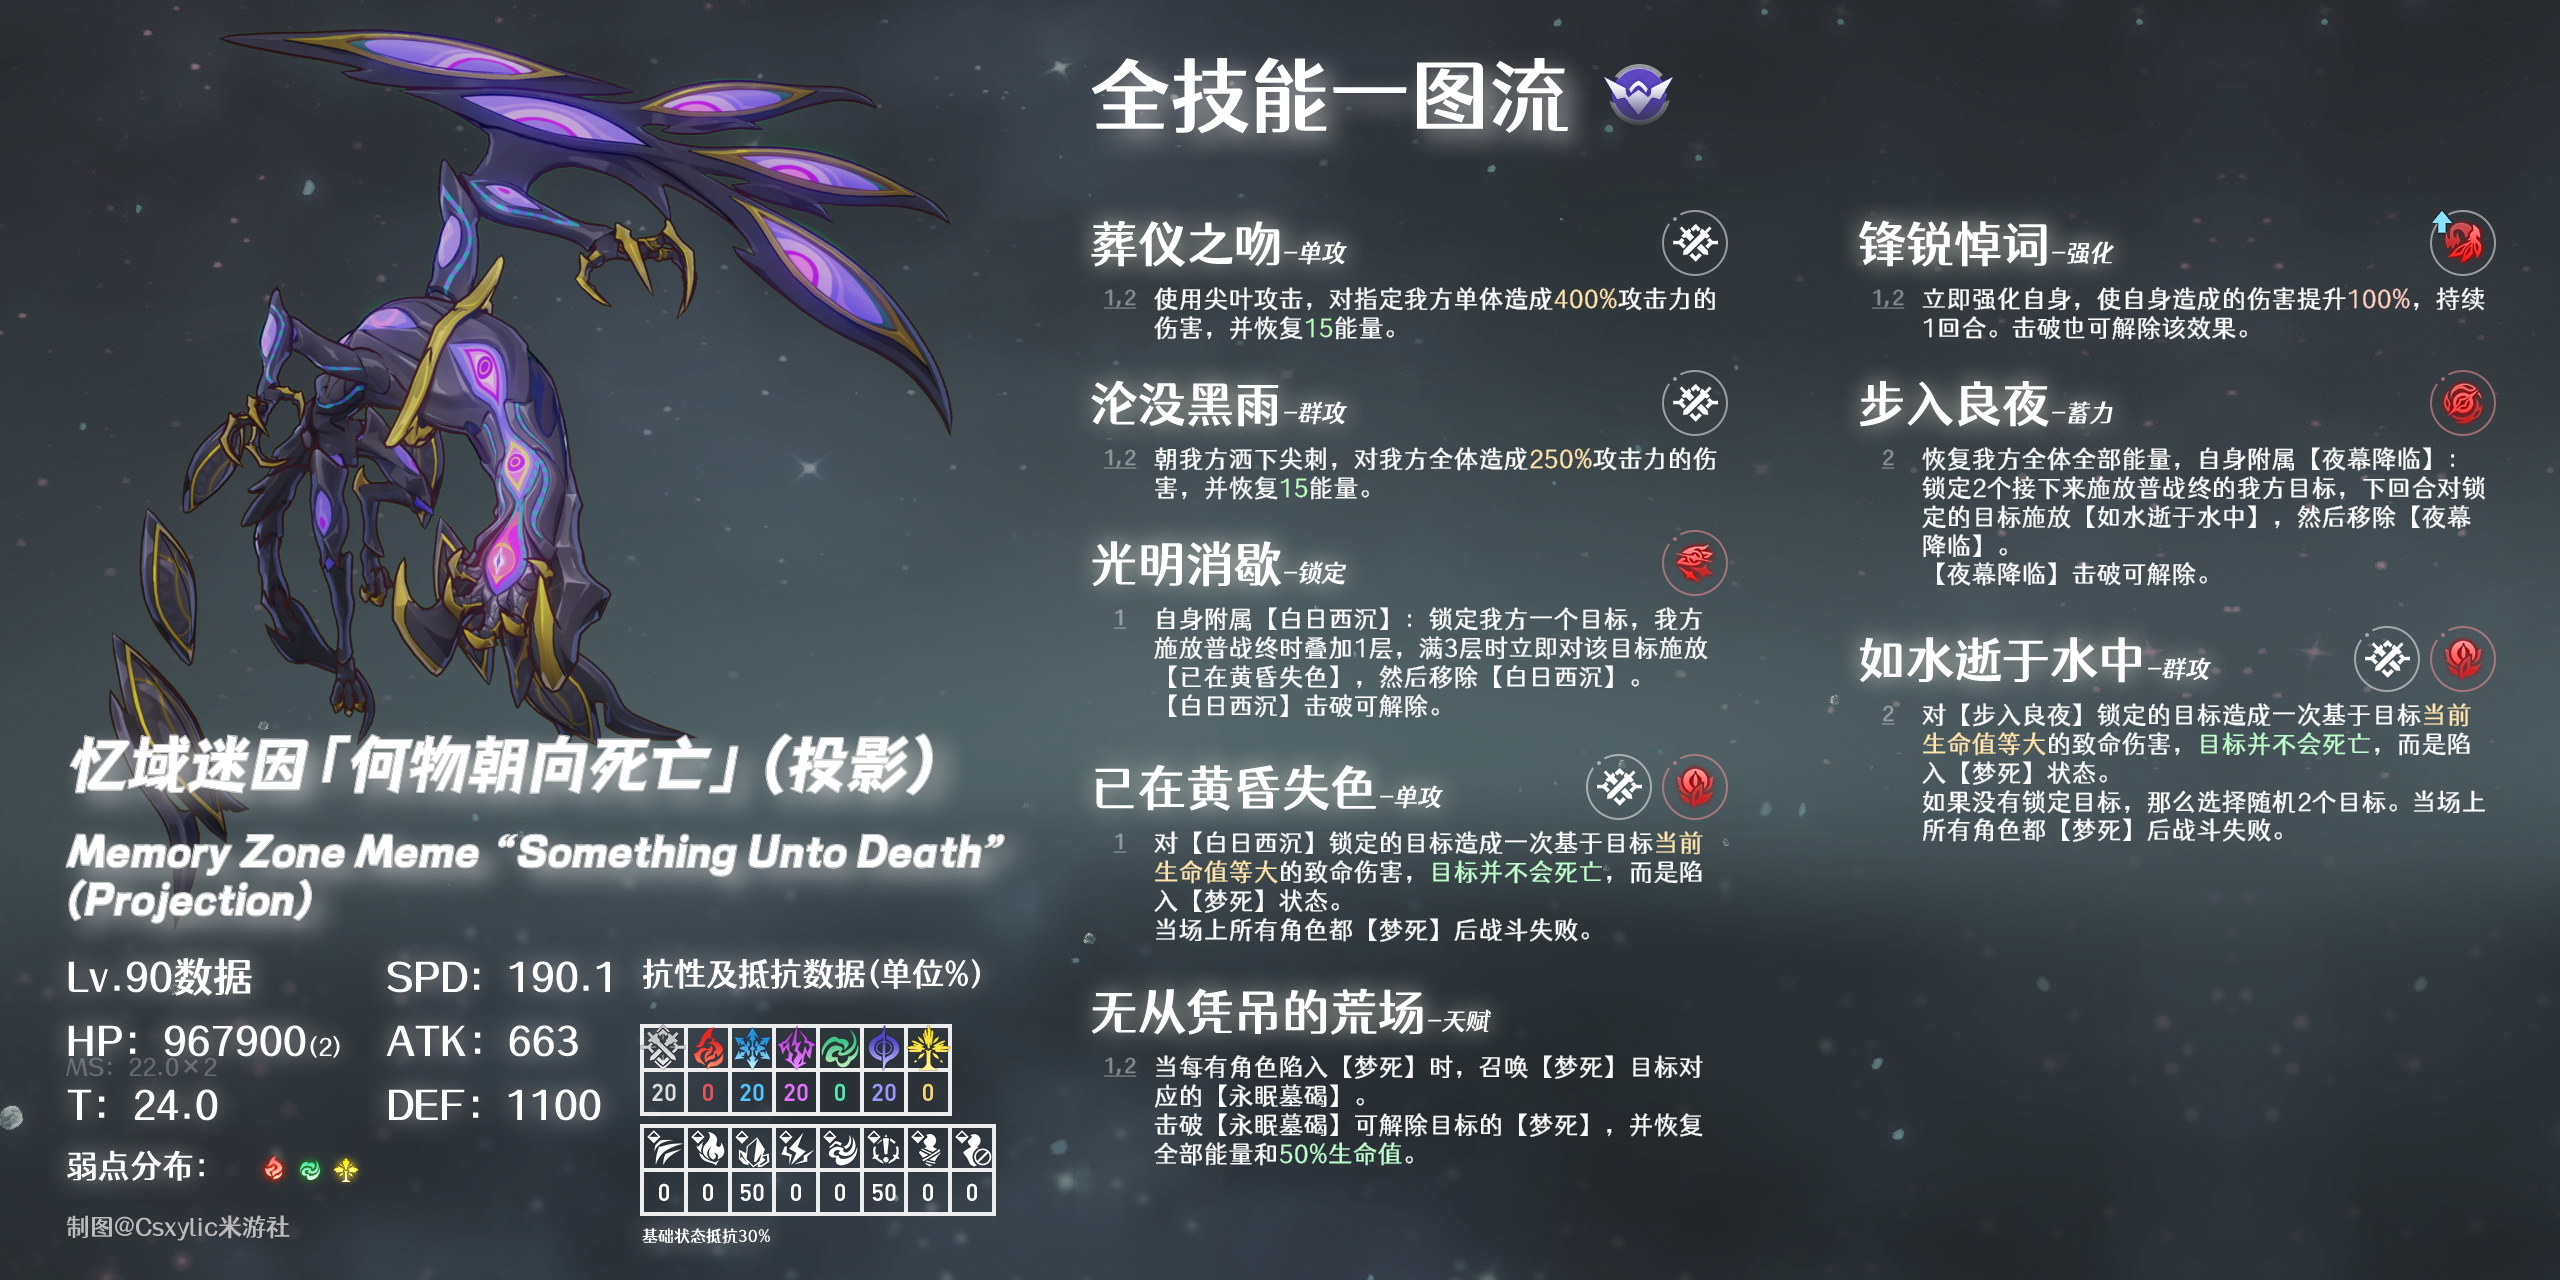 全技能一图流
忆域迷因「何物朝向死亡」(投影)
Memory Zone Meme “Something Unto Death”
(Projection)
Lv.90数据
SPD: 190.1
HP: 967900(2)
ATK: 663
MS: 22.0×2
T: 24.0
DEF: 1100
弱点分布:
制图@Csxylic米游社
抗性及抵抗数据(单位%)
20 0 20 20 0 20 0
0 0 50 0 0 50 0 0
基础状态抵抗30%
葬仪之吻-单攻
1,2 使用尖叶攻击，对指定我方单体造成400%攻击力的
伤害，并恢复15能量。
沦没黑雨-群攻
1,2 朝我方洒下尖刺，对我方全体造成250%攻击力的伤
害，并恢复15能量。
光明消歇-锁定
1 自身附属【白日西沉】：锁定我方一个目标，我方
施放普战终时叠加1层，满3层时立即对该目标施放
【已在黄昏失色】，然后移除【白日西沉】。
【白日西沉】击破可解除。
已在黄昏失色-单攻
1 对【白日西沉】锁定的目标造成一次基于目标当前
生命值等大的致命伤害，目标并不会死亡，而是陷
入【梦死】状态。
当场上所有角色都【梦死】后战斗失败。
无从凭吊的荒场-天赋
1,2 当每有角色陷入【梦死】时，召唤【梦死】目标对
应的【永眠墓碣】。
击破【永眠墓碣】可解除目标的【梦死】，并恢复
全部能量和50%生命值。
锋锐悼词-强化
1,2 立即强化自身，使自身造成的伤害提升100%，持续
1回合。击破也可解除该效果。
步入良夜-蓄力
2 恢复我方全体全部能量，自身附属【夜幕降临】：
锁定2个接下来施放普战终的我方目标，下回合对锁
定的目标施放【如水逝于水中】，然后移除【夜幕
降临】。
【夜幕降临】击破可解除。
如水逝于水中-群攻
2 对【步入良夜】锁定的目标造成一次基于目标当前
生命值等大的致命伤害，目标并不会死亡，而是陷
入【梦死】状态。
如果没有锁定目标，那么选择随机2个目标。当场上
所有角色都【梦死】后战斗失败。